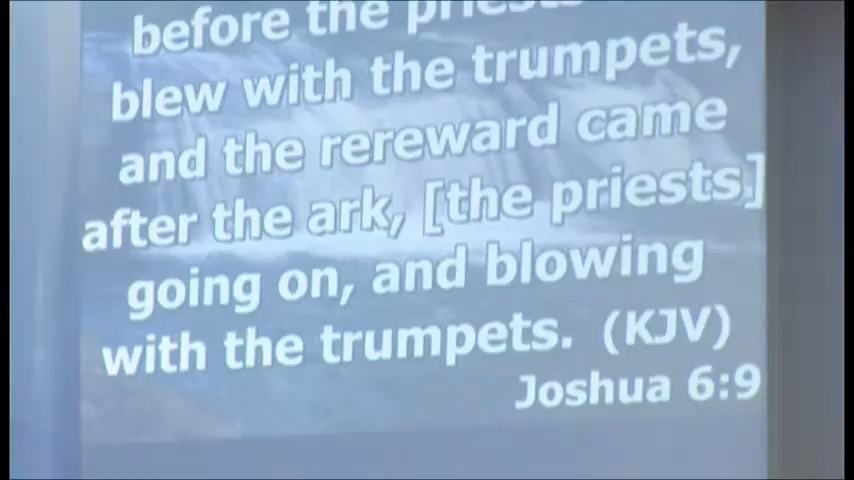 before the priests
blew with the trumpets,
and the rereward came
after the ark, [the priests]
going on, and blowing
with the trumpets. (KJV)
Joshua 6:9